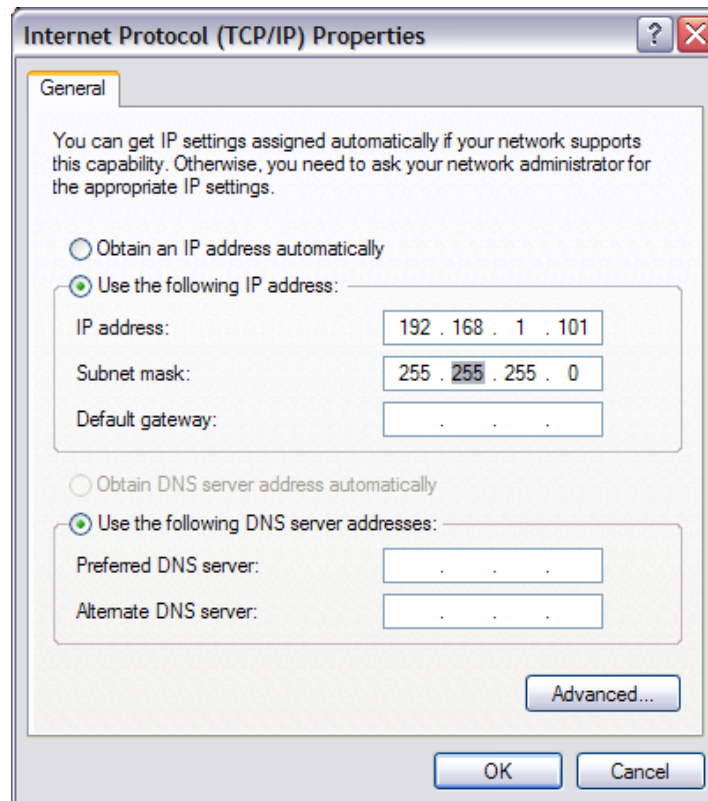 Internet Protocol (TCP/IP) Properties
General
You can get IP settings assigned automatically if your network supports
this capability. Otherwise, you need to ask your network administrator for
the appropriate IP settings.
Obtain an IP address automatically
Use the following IP address:
IP address: 192 . 168 . 1 . 101
Subnet mask: 255 . 255 . 255 . 0
Default gateway: . . .
Obtain DNS server address automatically
Use the following DNS server addresses:
Preferred DNS server: . . .
Alternate DNS server: . . .
Advanced...
OK Cancel